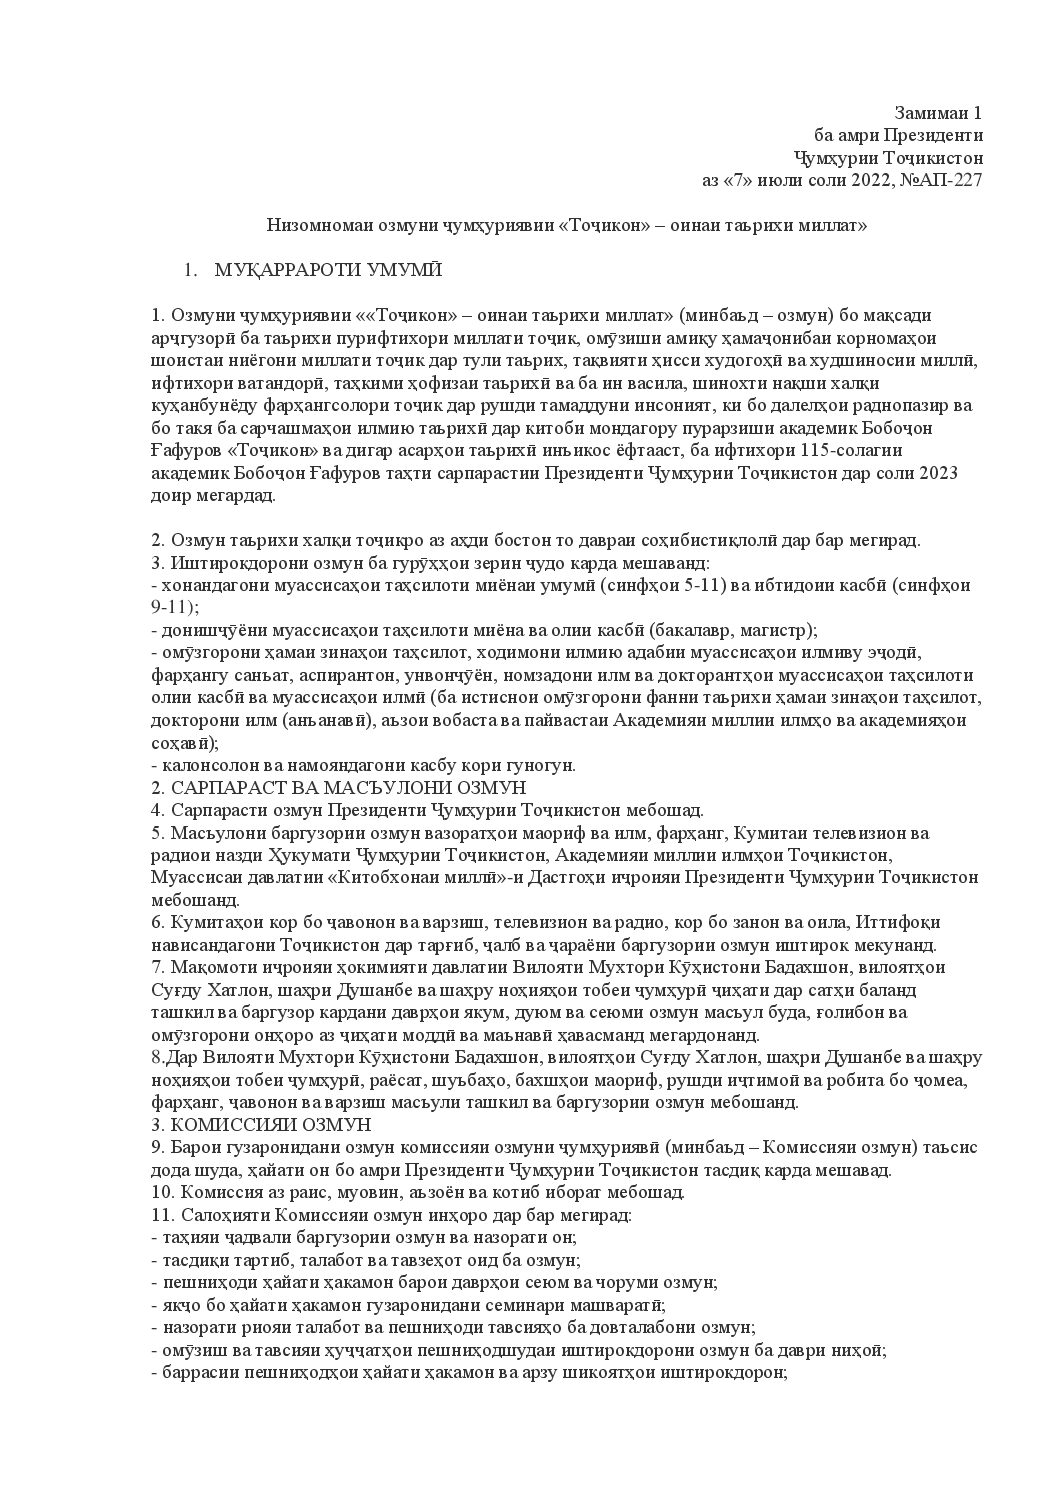 Замимаи 1
ба амри Президенти
Ҷумҳурии Тоҷикистон
аз «7» июли соли 2022, №АП-227
Низомномаи озмуни ҷумҳуриявии «Тоҷикон» – оинаи таърихи миллат»
1. МУҚАРРАРОТИ УМУМӢ
1. Озмуни ҷумҳуриявии ««Тоҷикон» – оинаи таърихи миллат» (минбаъд – озмун) бо мақсади
арҷгузорӣ ба таърихи пурифтихори миллати тоҷик, омӯзиши амиқу ҳамаҷонибаи корномаҳои
шоистаи ниёгони миллати тоҷик дар тули таърих, тақвияти ҳисси худогоҳӣ ва худшиносии миллӣ,
ифтихори ватандорӣ, таҳкими ҳофизаи таърихӣ ва ба ин васила, шинохти нақши халқи
куҳанбунёду фарҳангсолори тоҷик дар рушди тамаддуни инсоният, ки бо далелҳои раднопазир ва
бо такя ба сарчашмаҳои илмию таърихӣ дар китоби мондагору пурарзиши академик Бобоҷон
Ғафуров «Тоҷикон» ва дигар асарҳои таърихӣ инъикос ёфтааст, ба ифтихори 115-солагии
академик Бобоҷон Ғафуров таҳти сарпарастии Президенти Ҷумҳурии Тоҷикистон дар соли 2023
доир мегардад.
2. Озмун таърихи халқи тоҷикро аз аҳди бостон то давраи соҳибистиқлолӣ дар бар мегирад.
3. Иштирокдорони озмун ба гурӯҳҳои зерин ҷудо карда мешаванд:
- хонандагони муассисаҳои таҳсилоти миёнаи умумӣ (синфҳои 5-11) ва ибтидоии касбӣ (синфҳои
9-11);
- донишҷӯёни муассисаҳои таҳсилоти миёна ва олии касбӣ (бакалавр, магистр);
- омӯзгорони ҳамаи зинаҳои таҳсилот, ходимони илмию адабии муассисаҳои илмиву эҷодӣ,
фарҳангу санъат, аспирантон, унвонҷӯён, номзадони илм ва докторантҳои муассисаҳои таҳсилоти
олии касбӣ ва муассисаҳои илмӣ (ба истиснои омӯзгорони фанни таърихи ҳамаи зинаҳои таҳсилот,
докторони илм (анъанавӣ), аъзои вобаста ва пайвастаи Академияи миллии илмҳо ва академияҳои
соҳавӣ);
- калонсолон ва намояндагони касбу кори гуногун.
2. САРПАРАСТ ВА МАСЪУЛОНИ ОЗМУН
4. Сарпарасти озмун Президенти Ҷумҳурии Тоҷикистон мебошад.
5. Масъулони баргузории озмун вазоратҳои маориф ва илм, фарҳанг, Кумитаи телевизион ва
радиои назди Ҳукумати Ҷумҳурии Тоҷикистон, Академияи миллии илмҳои Тоҷикистон,
Муассисаи давлатии «Китобхонаи миллӣ»-и Дастгоҳи иҷроияи Президенти Ҷумҳурии Тоҷикистон
мебошанд.
6. Кумитаҳои кор бо ҷавонон ва варзиш, телевизион ва радио, кор бо занон ва оила, Иттифоқи
нависандагони Тоҷикистон дар тарғиб, ҷалб ва ҷараёни баргузории озмун иштирок мекунанд.
7. Мақомоти иҷроияи ҳокимияти давлатии Вилояти Мухтори Кӯҳистони Бадахшон, вилоятҳои
Суғду Хатлон, шаҳри Душанбе ва шаҳру ноҳияҳои тобеи ҷумҳурӣ ҷиҳати дар сатҳи баланд
ташкил ва баргузор кардани даврҳои якум, дуюм ва сеюми озмун масъул буда, ғолибон ва
омӯзгорони онҳоро аз ҷиҳати моддӣ ва маънавӣ ҳавасманд мегардонанд.
8.Дар Вилояти Мухтори Кӯҳистони Бадахшон, вилоятҳои Суғду Хатлон, шаҳри Душанбе ва шаҳру
ноҳияҳои тобеи ҷумҳурӣ, раёсат, шуъбаҳо, бахшҳои маориф, рушди иҷтимоӣ ва робита бо ҷомеа,
фарҳанг, ҷавонон ва варзиш масъули ташкил ва баргузории озмун мебошанд.
3. КОМИССИЯИ ОЗМУН
9. Барои гузаронидани озмун комиссияи озмуни ҷумҳуриявӣ (минбаъд – Комиссияи озмун) таъсис
дода шуда, ҳайати он бо амри Президенти Ҷумҳурии Тоҷикистон тасдиқ карда мешавад.
10. Комиссия аз раис, муовин, аъзоён ва котиб иборат мебошад.
11. Салоҳияти Комиссияи озмун инҳоро дар бар мегирад:
- таҳияи ҷадвали баргузории озмун ва назорати он;
- тасдиқи тартиб, талабот ва тавзеҳот оид ба озмун;
- пешниҳоди ҳайати ҳакамон барои даврҳои сеюм ва чоруми озмун;
- якҷо бо ҳайати ҳакамон гузаронидани семинари машваратӣ;
- назорати риояи талабот ва пешниҳоди тавсияҳо ба довталабони озмун;
- омӯзиш ва тавсияи ҳуҷҷатҳои пешниҳодшудаи иштирокдорони озмун ба даври ниҳоӣ;
- баррасии пешниҳодҳои ҳайати ҳакамон ва арзу шикоятҳои иштирокдорон;